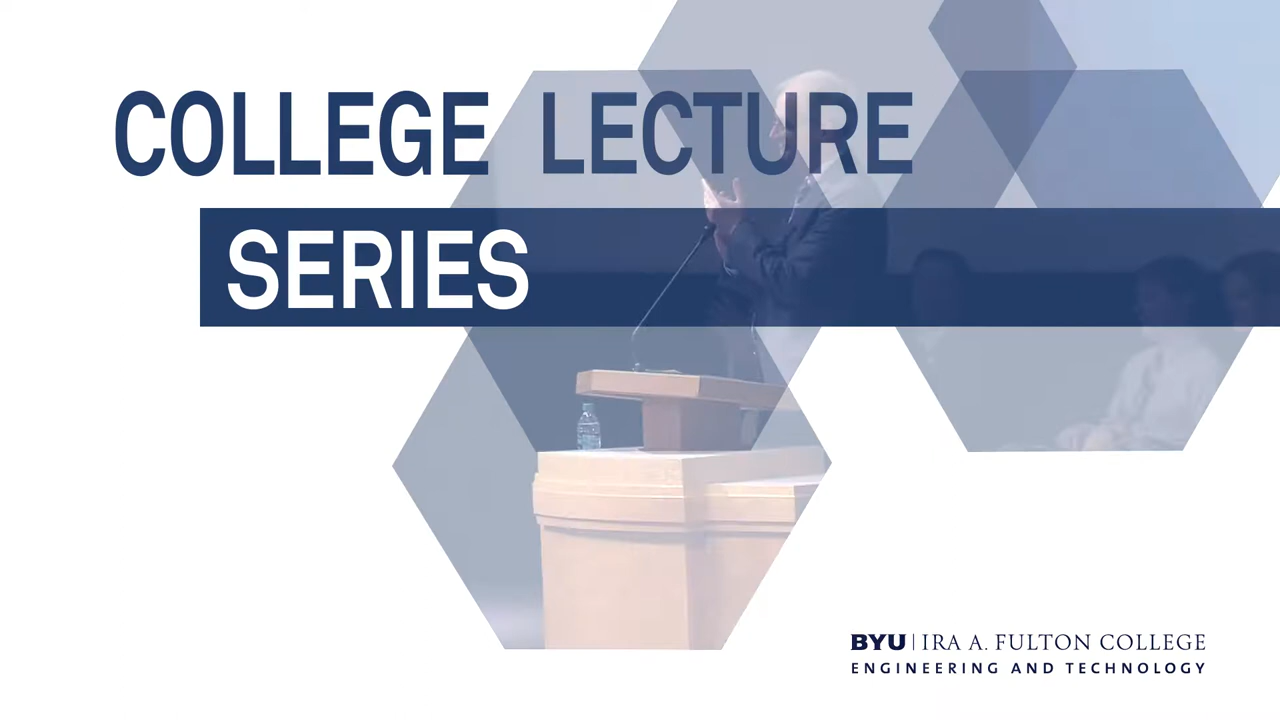 COLLEGE LECTURE
SERIES
BYU | IRA A. FULTON COLLEGE
ENGINEERING AND TECHNOLOGY